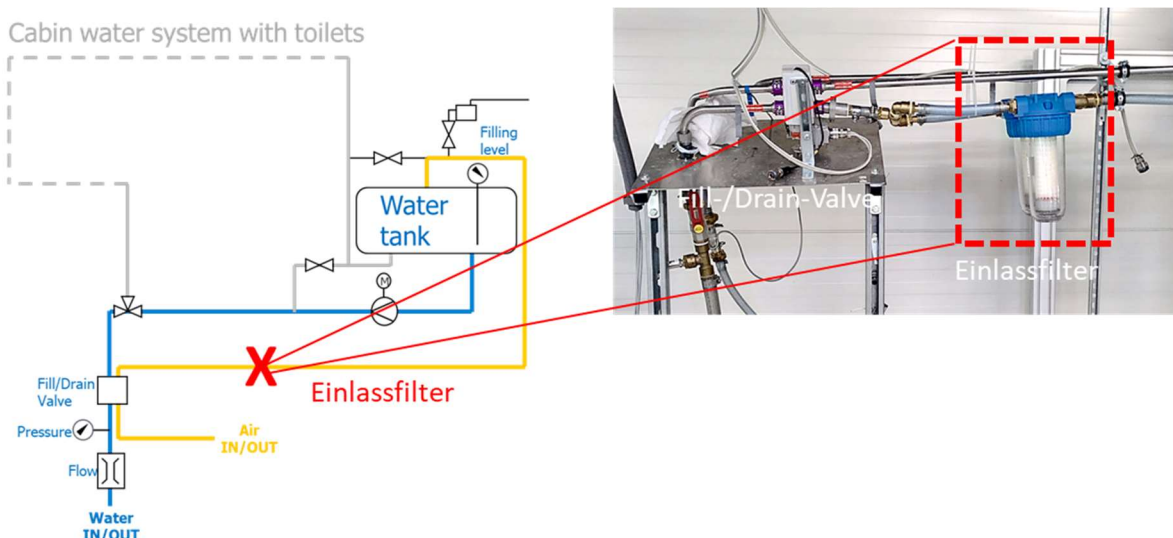 Cabin water system with toilets
Filling
level
Water
tank
M
Fill-/Drain-Valve
Einlassfilter
X
Einlassfilter
Fill/Drain
Valve
Pressure
Air
IN/OUT
Flow
Water
IN/OUT